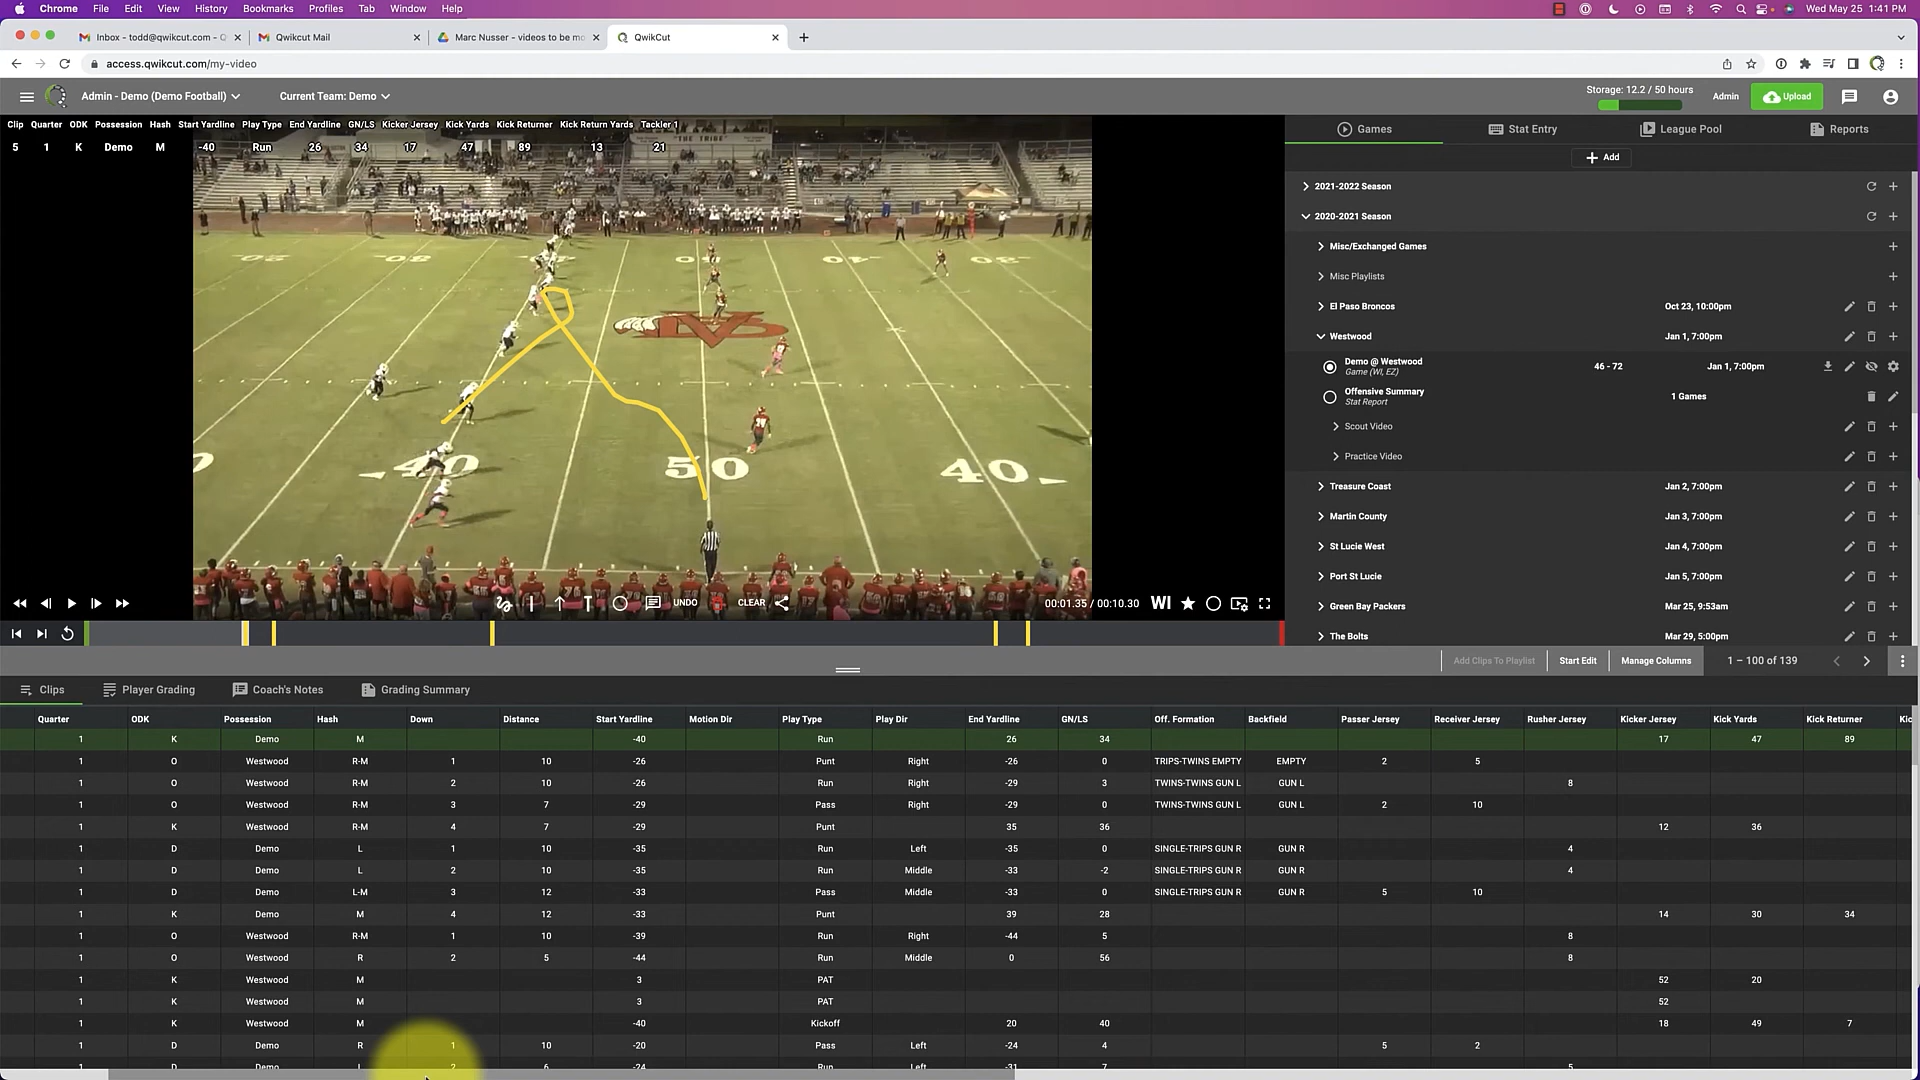 Chrome File Edit View History Bookmarks Profiles Tab Window Help Wed May 25 1:41 PM
Inbox - todd@qwikcut.com - Q Qwikcut Mail Marc Nusser - videos to be mo QwikCut
access.qwikcut.com/my-video
Admin - Demo (Demo Football) Current Team: Demo Storage: 12.2 / 50 hours Admin Upload
Clip Quarter ODK Possession Hash Start Yardline Play Type End Yardline GN/LS Kicker Jersey Kick Yards Kick Returner Kick Return Yards Tackler 1
5 1 K Demo M -40 Run 26 34 17 47 89 13 21
"THE TRIBE"
40 50 40
Games Stat Entry League Pool Reports
Add
2021-2022 Season
2020-2021 Season
Misc/Exchanged Games
Misc Playlists
El Paso Broncos Oct 23, 10:00pm
Westwood Jan 1, 7:00pm
Demo @ Westwood 46 - 72 Jan 1, 7:00pm
Game (WI, EZ)
Offensive Summary 1 Games
Stat Report
Scout Video
Practice Video
Treasure Coast Jan 2, 7:00pm
Martin County Jan 3, 7:00pm
St Lucie West Jan 4, 7:00pm
Port St Lucie Jan 5, 7:00pm
Green Bay Packers Mar 25, 9:53am
The Bolts Mar 29, 5:00pm
T UNDO CLEAR 00:01.35 / 00:10.30 WI
Add Clips To Playlist Start Edit Manage Columns 1 – 100 of 139
Clips Player Grading Coach's Notes Grading Summary
Quarter ODK Possession Hash Down Distance Start Yardline Motion Dir Play Type Play Dir End Yardline GN/LS Off. Formation Backfield Passer Jersey Receiver Jersey Rusher Jersey Kicker Jersey Kick Yards Kick Returner Kic
1 K Demo M -40 Run 26 34 17 47 89
1 O Westwood R-M 1 10 -26 Punt Right -26 0 TRIPS-TWINS EMPTY EMPTY 2 5
1 O Westwood R-M 2 10 -26 Run Right -29 3 TWINS-TWINS GUN L GUN L 8
1 O Westwood R-M 3 7 -29 Pass Right -29 0 TWINS-TWINS GUN L GUN L 2 10
1 K Westwood R-M 4 7 -29 Punt 35 36 12 36
1 D Demo L 1 10 -35 Run Left -35 0 SINGLE-TRIPS GUN R GUN R 4
1 D Demo L 2 10 -35 Run Middle -33 -2 SINGLE-TRIPS GUN R GUN R 4
1 D Demo L-M 3 12 -33 Pass Middle -33 0 SINGLE-TRIPS GUN R GUN R 5 10
1 K Demo M 4 12 -33 Punt 39 28 14 30 34
1 O Westwood R-M 1 10 -39 Run Right -44 5 8
1 O Westwood R 2 5 -44 Run Middle 0 56 8
1 K Westwood M 3 PAT 52 20
1 K Westwood M 3 PAT 52
1 K Westwood M -40 Kickoff 20 40 18 49 7
1 D Demo R 1 10 -20 Pass Left -24 4 5 2
1 D Demo L 2 6 -24 Run Left -31 7 5